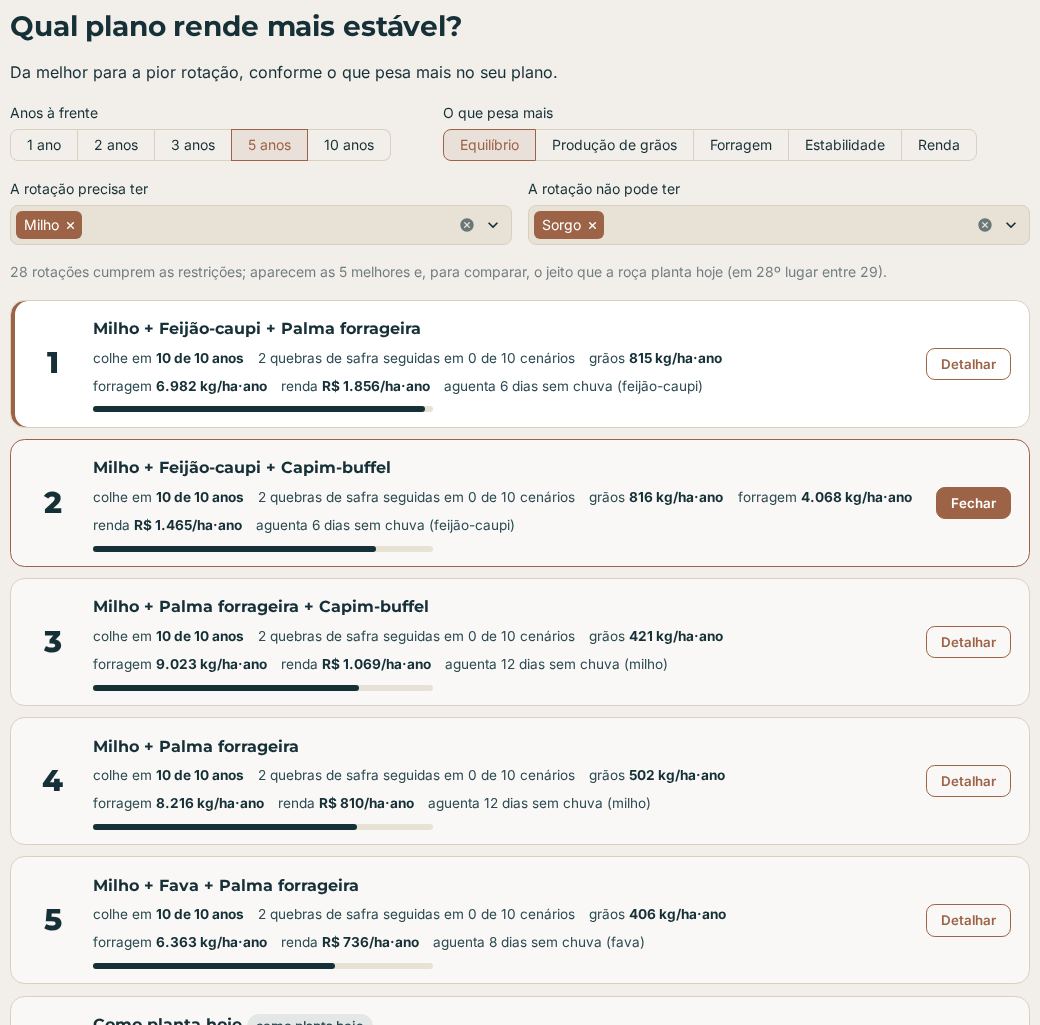 Qual plano rende mais estável?
Da melhor para a pior rotação, conforme o que pesa mais no seu plano.
Anos à frente
1 ano 2 anos 3 anos 5 anos 10 anos
O que pesa mais
Equilíbrio Produção de grãos Forragem Estabilidade Renda
A rotação precisa ter
Milho ×
A rotação não pode ter
Sorgo ×
28 rotações cumprem as restrições; aparecem as 5 melhores e, para comparar, o jeito que a roça planta hoje (em 28º lugar entre 29).
1
Milho + Feijão-caupi + Palma forrageira
colhe em 10 de 10 anos 2 quebras de safra seguidas em 0 de 10 cenários grãos 815 kg/ha·ano
forragem 6.982 kg/ha·ano renda R$ 1.856/ha·ano aguenta 6 dias sem chuva (feijão-caupi)
Detalhar
2
Milho + Feijão-caupi + Capim-buffel
colhe em 10 de 10 anos 2 quebras de safra seguidas em 0 de 10 cenários grãos 816 kg/ha·ano forragem 4.068 kg/ha·ano
renda R$ 1.465/ha·ano aguenta 6 dias sem chuva (feijão-caupi)
Fechar
3
Milho + Palma forrageira + Capim-buffel
colhe em 10 de 10 anos 2 quebras de safra seguidas em 0 de 10 cenários grãos 421 kg/ha·ano
forragem 9.023 kg/ha·ano renda R$ 1.069/ha·ano aguenta 12 dias sem chuva (milho)
Detalhar
4
Milho + Palma forrageira
colhe em 10 de 10 anos 2 quebras de safra seguidas em 0 de 10 cenários grãos 502 kg/ha·ano
forragem 8.216 kg/ha·ano renda R$ 810/ha·ano aguenta 12 dias sem chuva (milho)
Detalhar
5
Milho + Fava + Palma forrageira
colhe em 10 de 10 anos 2 quebras de safra seguidas em 0 de 10 cenários grãos 406 kg/ha·ano
forragem 6.363 kg/ha·ano renda R$ 736/ha·ano aguenta 8 dias sem chuva (fava)
Detalhar
Como planta hoje como planta hoje